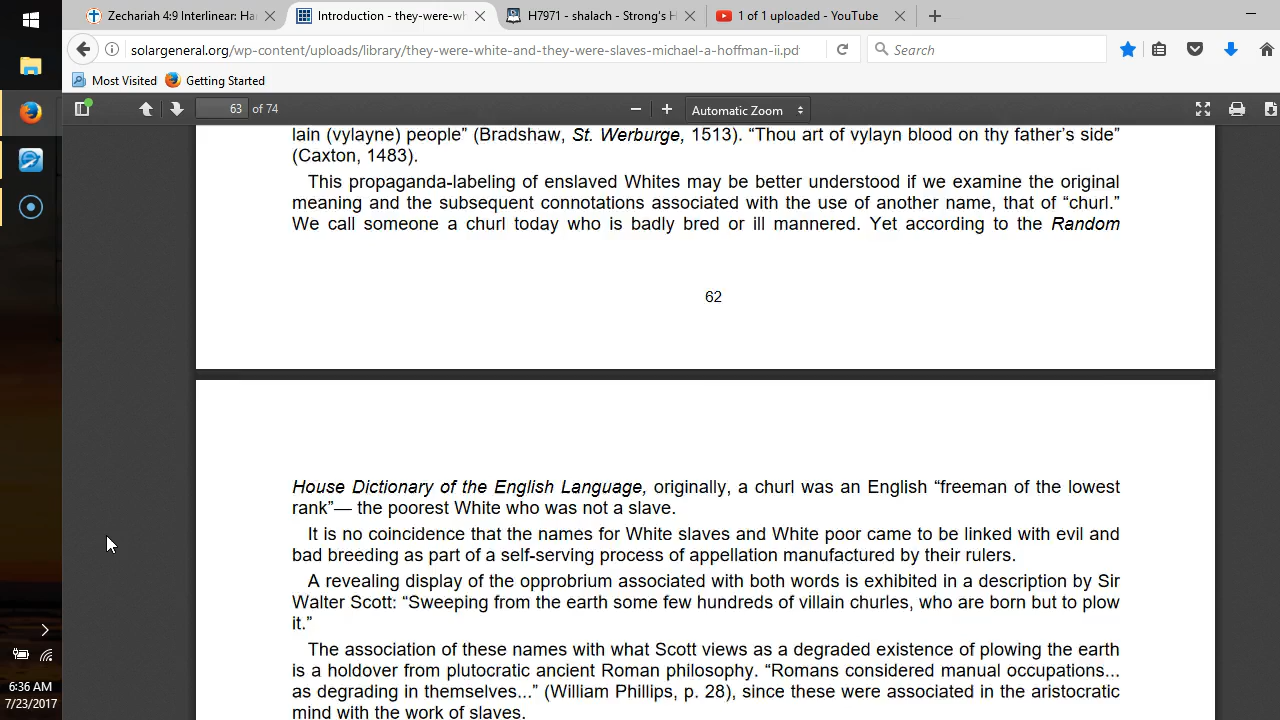 Zechariah 4:9 Interlinear: Ha
Introduction - they-were-wh
H7971 - shalach - Strong's H
1 of 1 uploaded - YouTube
solargeneral.org/wp-content/uploads/library/they-were-white-and-they-were-slaves-michael-a-hoffman-ii.pd
Search
Most Visited
Getting Started
63 of 74
Automatic Zoom
lain (vylayne) people” (Bradshaw, St. Werburge, 1513). “Thou art of vylayn blood on thy father’s side”
(Caxton, 1483).
This propaganda-labeling of enslaved Whites may be better understood if we examine the original
meaning and the subsequent connotations associated with the use of another name, that of “churl.”
We call someone a churl today who is badly bred or ill mannered. Yet according to the Random
62
House Dictionary of the English Language, originally, a churl was an English “freeman of the lowest
rank”— the poorest White who was not a slave.
It is no coincidence that the names for White slaves and White poor came to be linked with evil and
bad breeding as part of a self-serving process of appellation manufactured by their rulers.
A revealing display of the opprobrium associated with both words is exhibited in a description by Sir
Walter Scott: “Sweeping from the earth some few hundreds of villain churles, who are born but to plow
it.”
The association of these names with what Scott views as a degraded existence of plowing the earth
is a holdover from plutocratic ancient Roman philosophy. “Romans considered manual occupations...
as degrading in themselves...” (William Phillips, p. 28), since these were associated in the aristocratic
mind with the work of slaves.
6:36 AM
7/23/2017